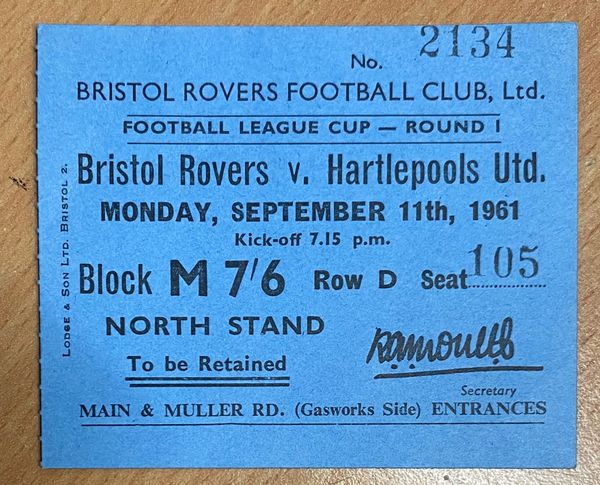 No. 2134
BRISTOL ROVERS FOOTBALL CLUB, Ltd.
FOOTBALL LEAGUE CUP — ROUND 1
Bristol Rovers v. Hartlepools Utd.
MONDAY, SEPTEMBER 11th, 1961
Kick-off 7.15 p.m.
Block M 7/6 Row D Seat 105
NORTH STAND
To be Retained
Secretary
MAIN & MULLER RD. (Gasworks Side) ENTRANCES
LODGE & SON LTD. BRISTOL 2.